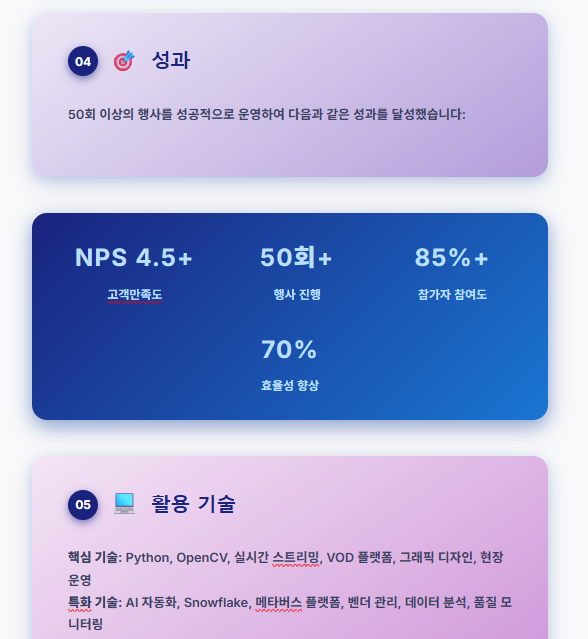 04 성과
50회 이상의 행사를 성공적으로 운영하여 다음과 같은 성과를 달성했습니다:
NPS 4.5+ 50회+ 85%+
고객만족도 행사 진행 참가자 참여도
70%
효율성 향상
05 활용 기술
핵심 기술: Python, OpenCV, 실시간 스트리밍, VOD 플랫폼, 그래픽 디자인, 현장
운영
특화 기술: AI 자동화, Snowflake, 메타버스 플랫폼, 벤더 관리, 데이터 분석, 품질 모
니터링